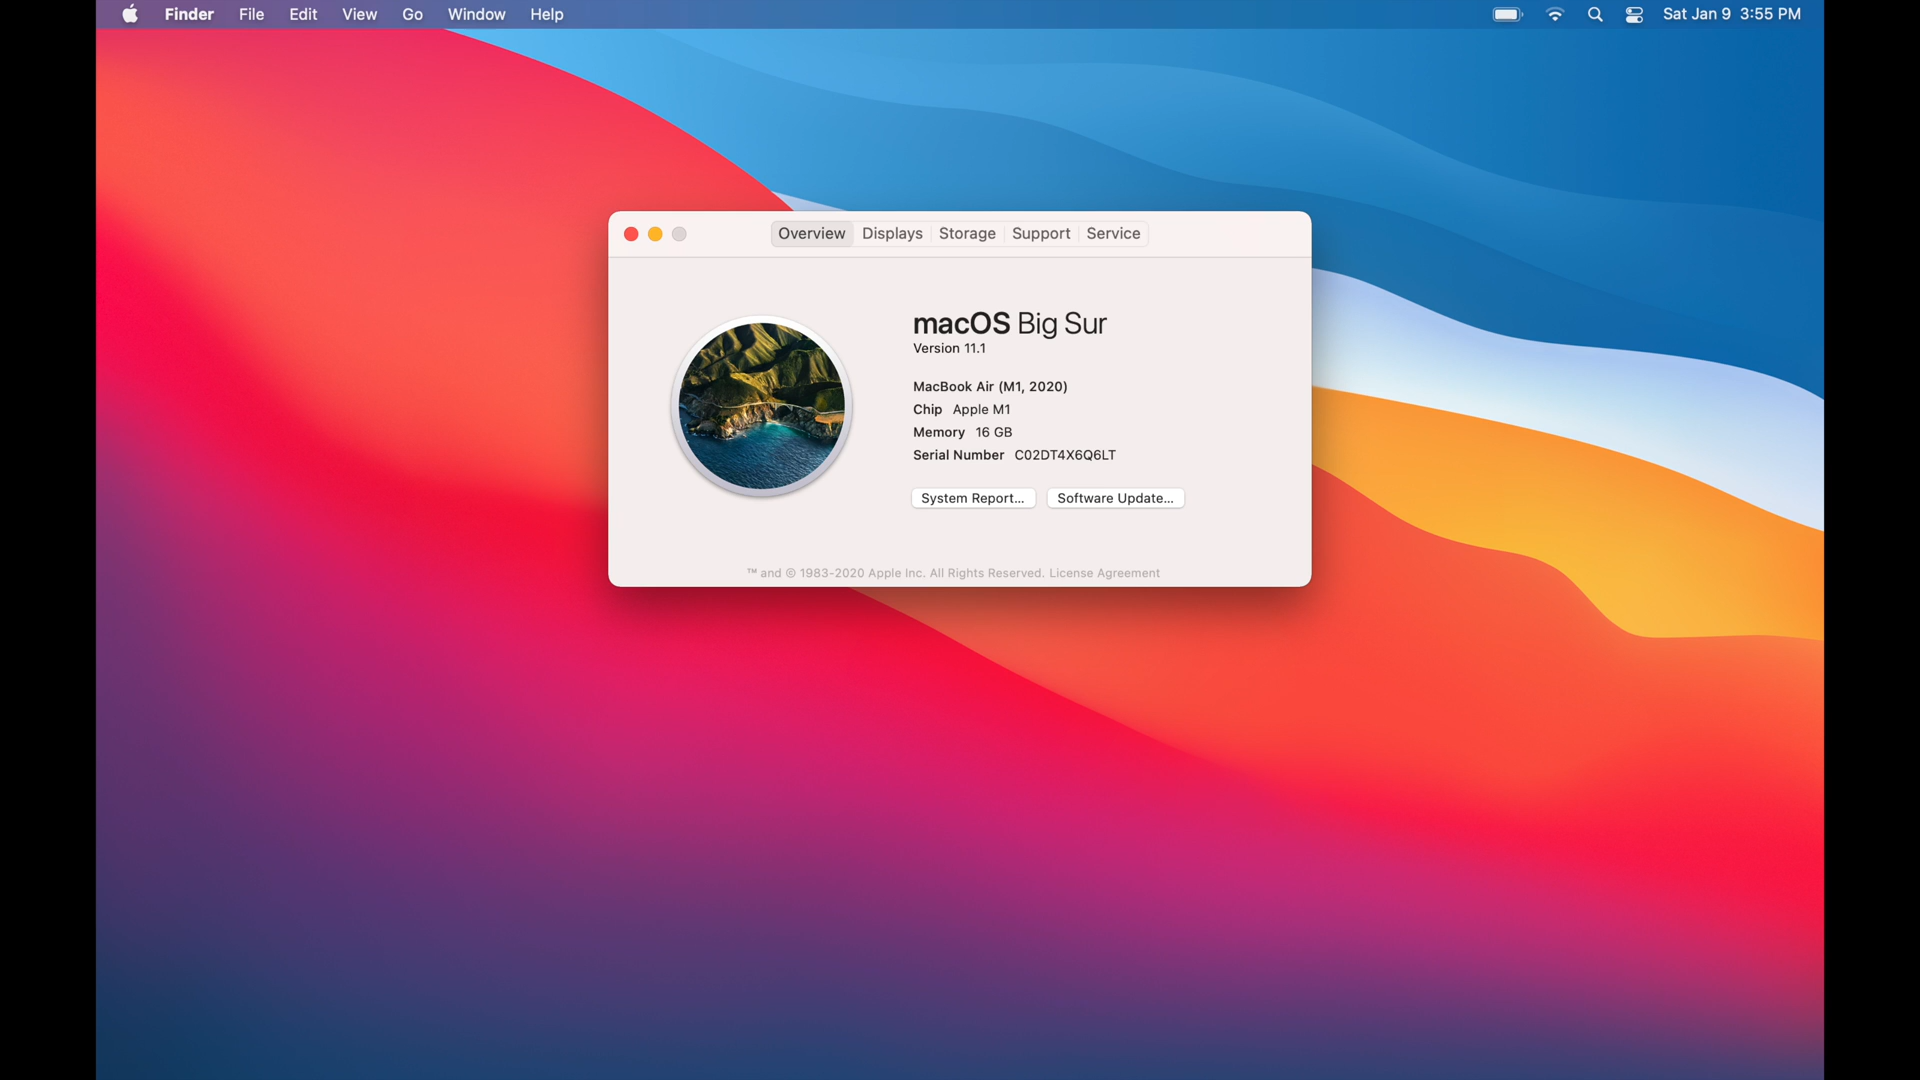 Finder File Edit View Go Window Help Sat Jan 9 3:55 PM
Overview Displays Storage Support Service
macOS Big Sur
Version 11.1
MacBook Air (M1, 2020)
Chip Apple M1
Memory 16 GB
Serial Number C02DT4X6Q6LT
System Report... Software Update...
™ and © 1983-2020 Apple Inc. All Rights Reserved. License Agreement